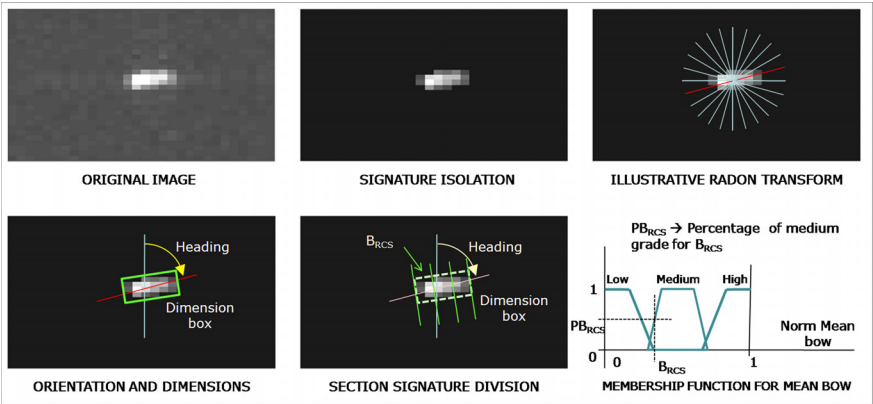 ORIGINAL IMAGE
SIGNATURE ISOLATION
ILLUSTRATIVE RADON TRANSFORM
Heading
Dimension
box
ORIENTATION AND DIMENSIONS
BRCS
Heading
Dimension
box
SECTION SIGNATURE DIVISION
PBRCS → Percentage of medium
grade for BRCS
Low Medium High
1
PBRCS
Norm Mean
bow
0
0 1
BRCS
MEMBERSHIP FUNCTION FOR MEAN BOW